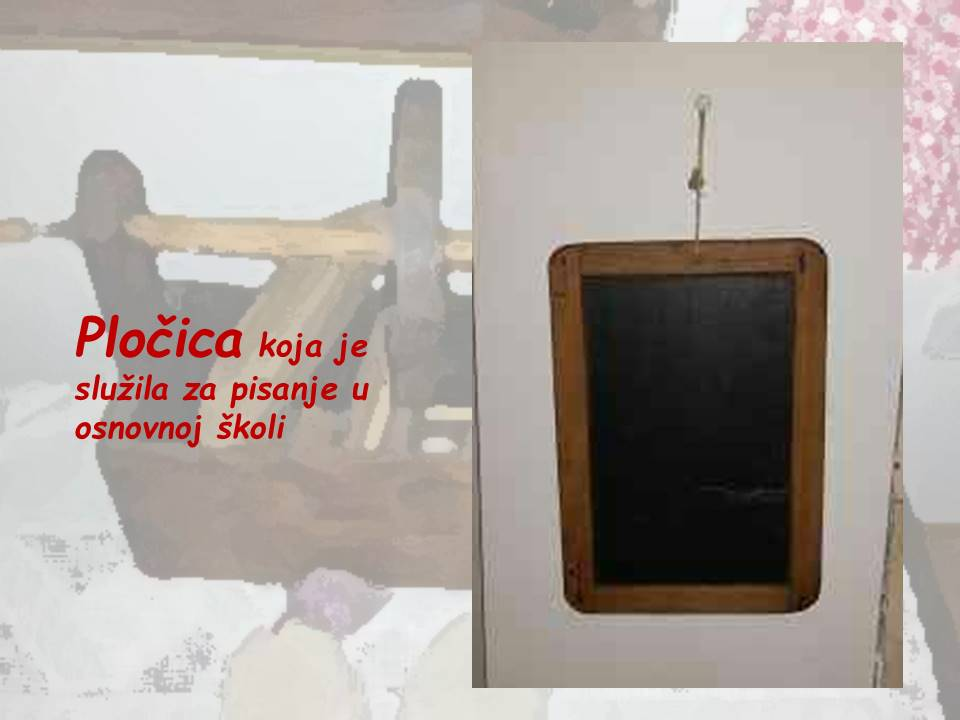 Pločica koja je
služila za pisanje u
osnovnoj školi